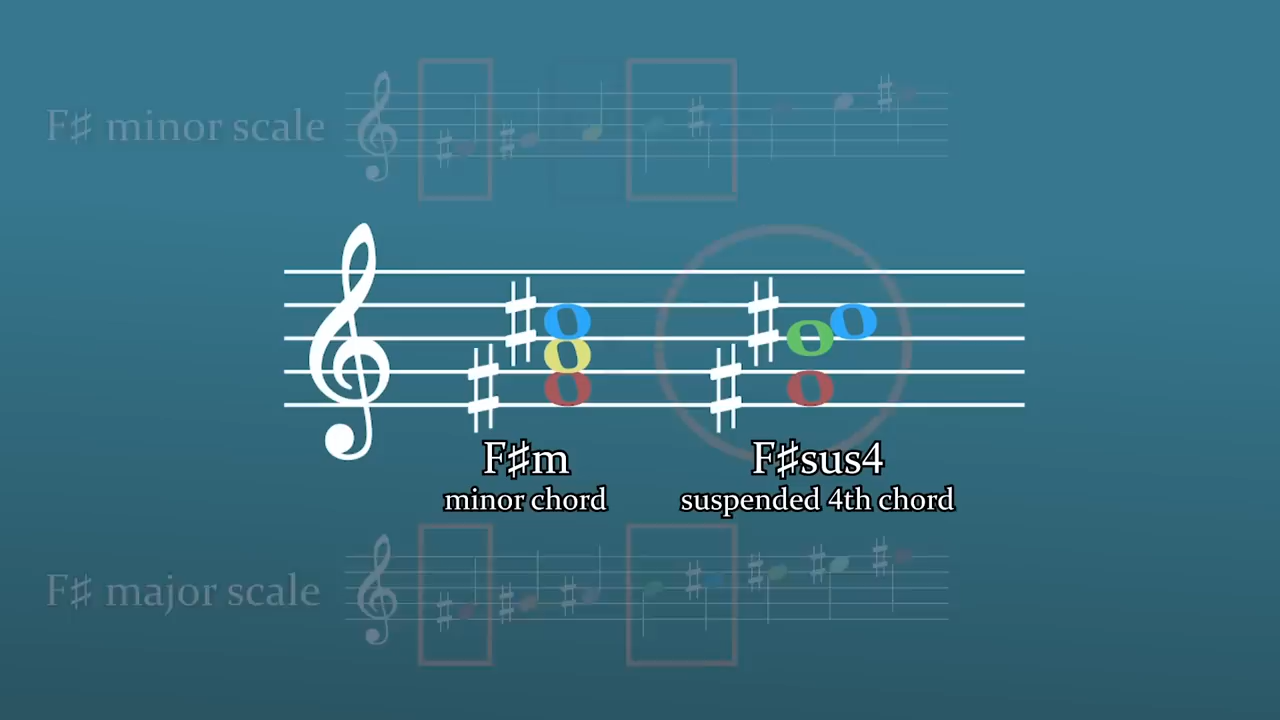 F♯ minor scale
F♯m
minor chord
F♯sus4
suspended 4th chord
F♯ major scale